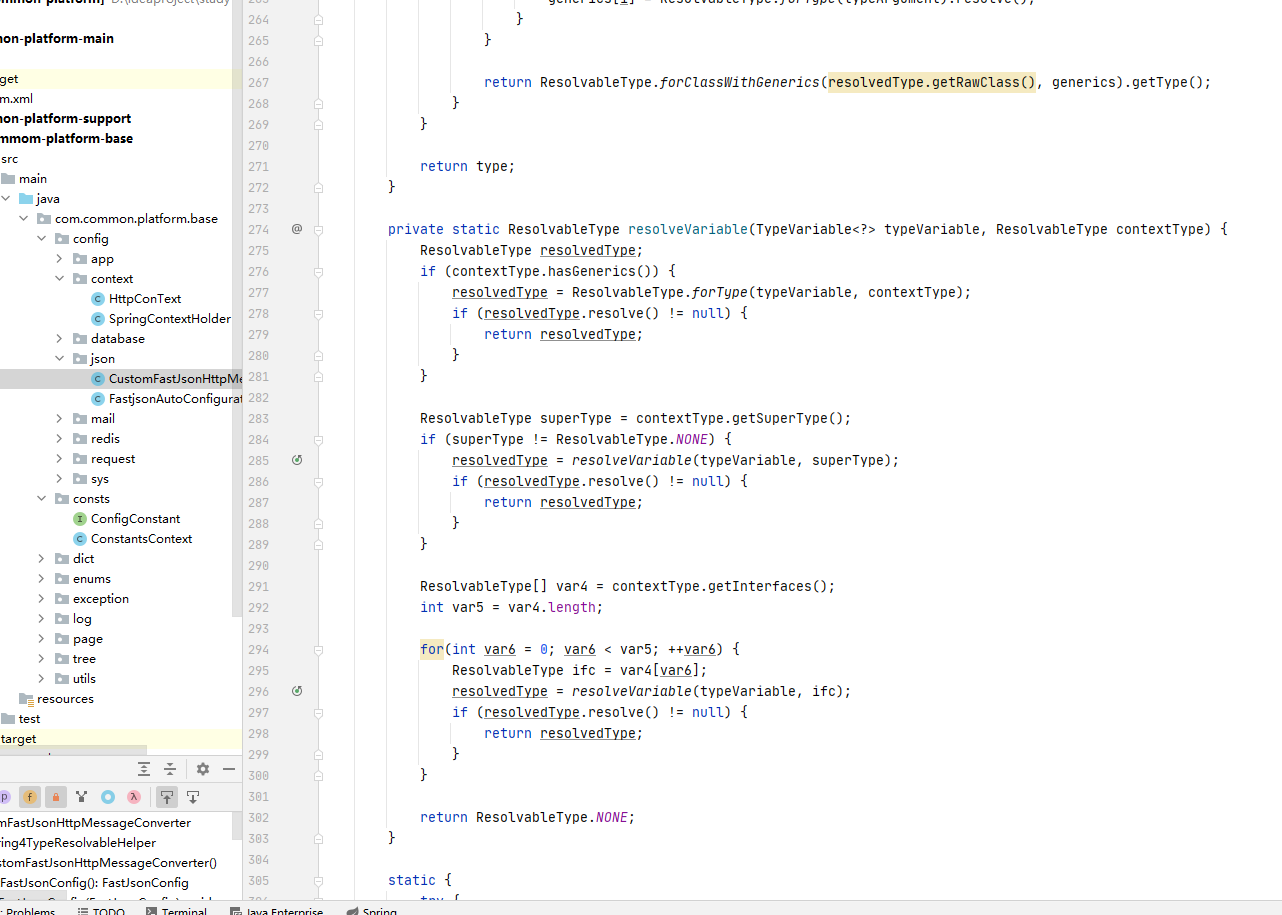 ommon-platform] D:\ideaproject\study
non-platform-main
get
m.xml
non-platform-support
mmom-platform-base
src
main
java
com.common.platform.base
config
app
context
HttpConText
SpringContextHolder
database
json
CustomFastJsonHttpMe
FastjsonAutoConfigurat
mail
redis
request
sys
consts
ConfigConstant
ConstantsContext
dict
enums
exception
log
page
tree
utils
resources
test
target
mFastJsonHttpMessageConverter
ring4TypeResolvableHelper
stomFastJsonHttpMessageConverter()
FastJsonConfig(): FastJsonConfig
263 generics[i] = ResolvableType.forType(typeArgument).resolve();
264 }
265 }
266
267 return ResolvableType.forClassWithGenerics(resolvedType.getRawClass(), generics).getType();
268 }
269 }
270
271 return type;
272 }
273
274 @ private static ResolvableType resolveVariable(TypeVariable<?> typeVariable, ResolvableType contextType) {
275 ResolvableType resolvedType;
276 if (contextType.hasGenerics()) {
277 resolvedType = ResolvableType.forType(typeVariable, contextType);
278 if (resolvedType.resolve() != null) {
279 return resolvedType;
280 }
281 }
282
283 ResolvableType superType = contextType.getSuperType();
284 if (superType != ResolvableType.NONE) {
285 resolvedType = resolveVariable(typeVariable, superType);
286 if (resolvedType.resolve() != null) {
287 return resolvedType;
288 }
289 }
290
291 ResolvableType[] var4 = contextType.getInterfaces();
292 int var5 = var4.length;
293
294 for(int var6 = 0; var6 < var5; ++var6) {
295 ResolvableType ifc = var4[var6];
296 resolvedType = resolveVariable(typeVariable, ifc);
297 if (resolvedType.resolve() != null) {
298 return resolvedType;
299 }
300 }
301
302 return ResolvableType.NONE;
303 }
304
305 static {
try {
: Problems TODO Terminal Java Enterprise Spring